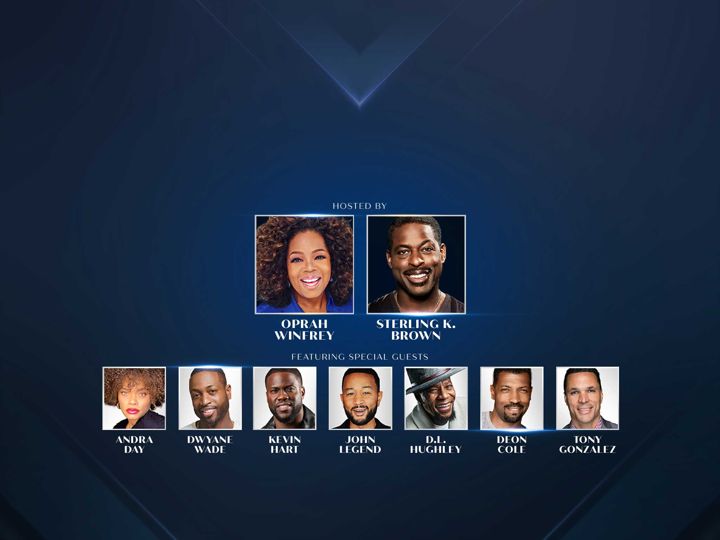 HOSTED BY
OPRAH
WINFREY
STERLING K.
BROWN
FEATURING SPECIAL GUESTS
ANDRA
DAY
DWYANE
WADE
KEVIN
HART
JOHN
LEGEND
D.L.
HUGHLEY
DEON
COLE
TONY
GONZALEZ